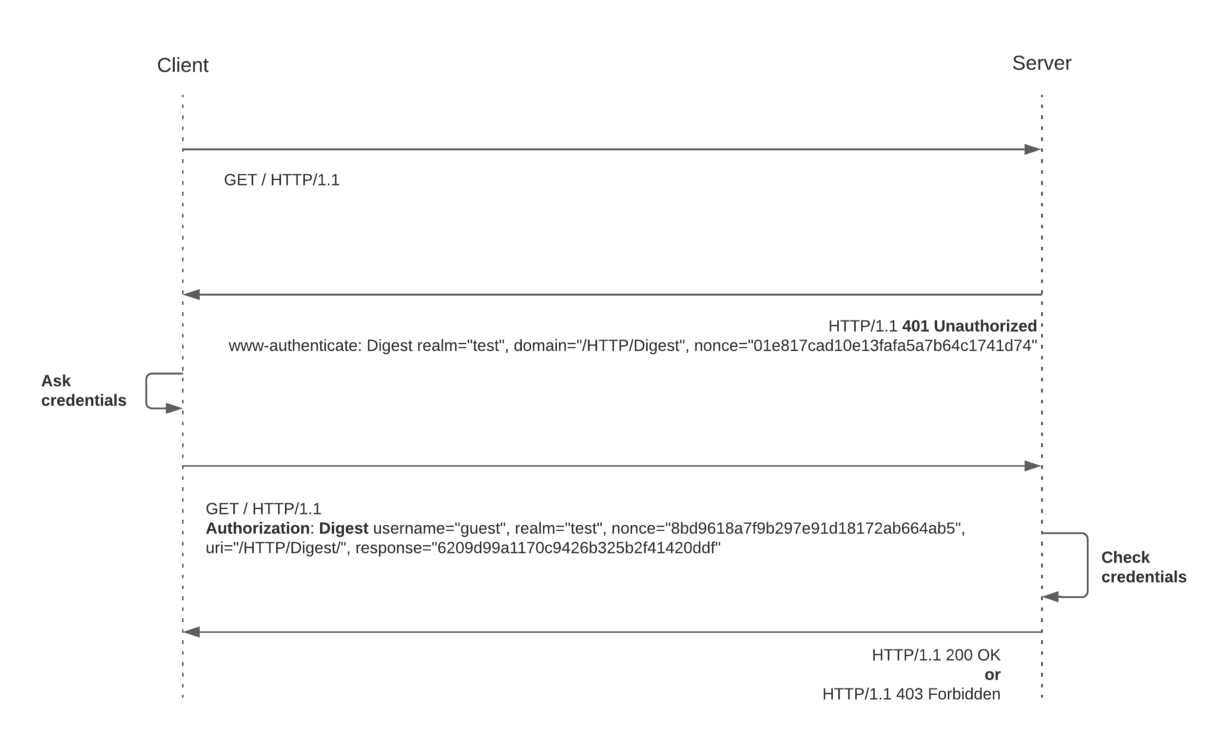 Client
Server
GET / HTTP/1.1
HTTP/1.1 401 Unauthorized
www-authenticate: Digest realm="test", domain="/HTTP/Digest", nonce="01e817cad10e13fafa5a7b64c1741d74"
Ask
credentials
GET / HTTP/1.1
Authorization: Digest username="guest", realm="test", nonce="8bd9618a7f9b297e91d18172ab664ab5",
uri="/HTTP/Digest/", response="6209d99a1170c9426b325b2f41420ddf"
Check
credentials
HTTP/1.1 200 OK
or
HTTP/1.1 403 Forbidden